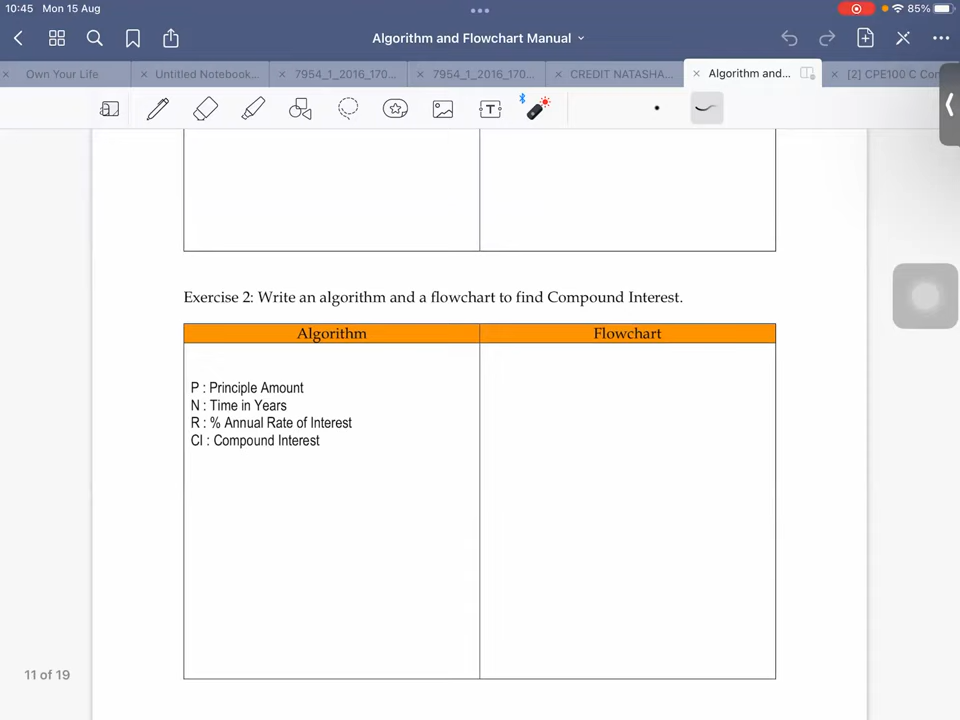 10:45 Mon 15 Aug
85%
Algorithm and Flowchart Manual
Own Your Life
Untitled Notebook...
7954_1_2016_170...
7954_1_2016_170...
CREDIT NATASHA...
Algorithm and...
[2] CPE100 C Con
T
Exercise 2: Write an algorithm and a flowchart to find Compound Interest.
Algorithm
Flowchart
P : Principle Amount
N : Time in Years
R : % Annual Rate of Interest
CI : Compound Interest
11 of 19